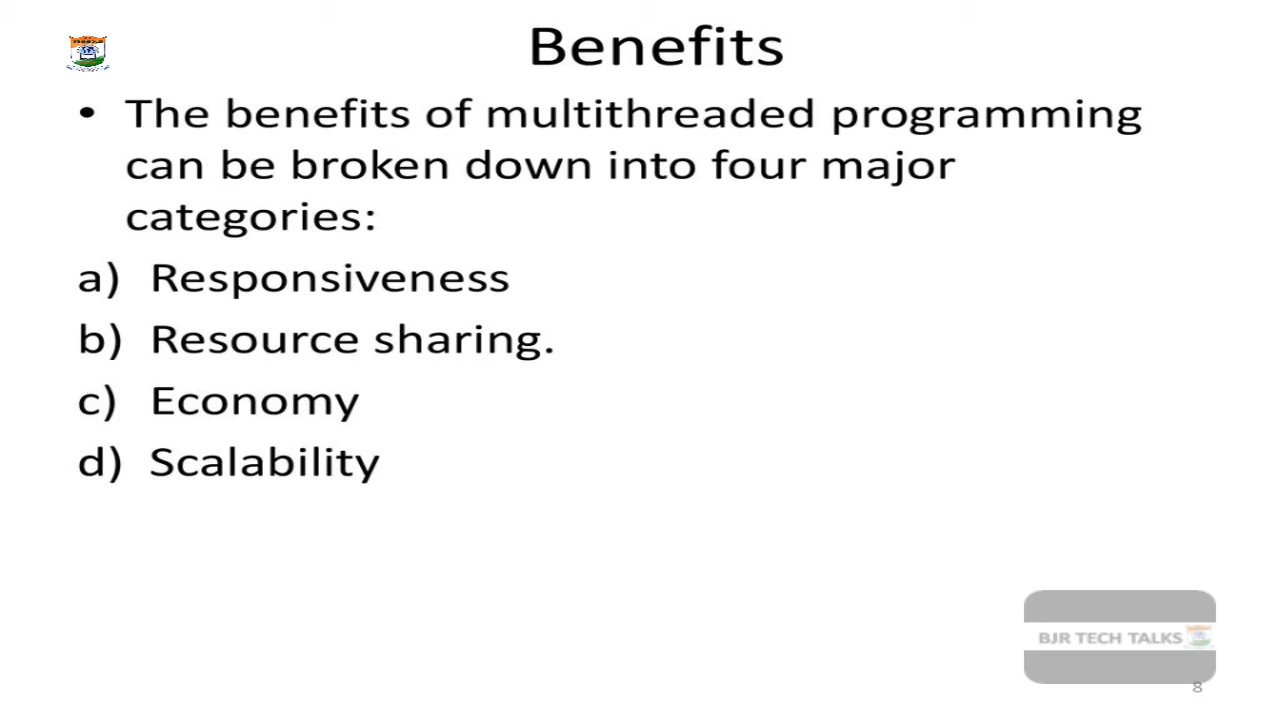 Benefits
• The benefits of multithreaded programming
can be broken down into four major
categories:
a) Responsiveness
b) Resource sharing.
c) Economy
d) Scalability
BJR TECH TALKS
8